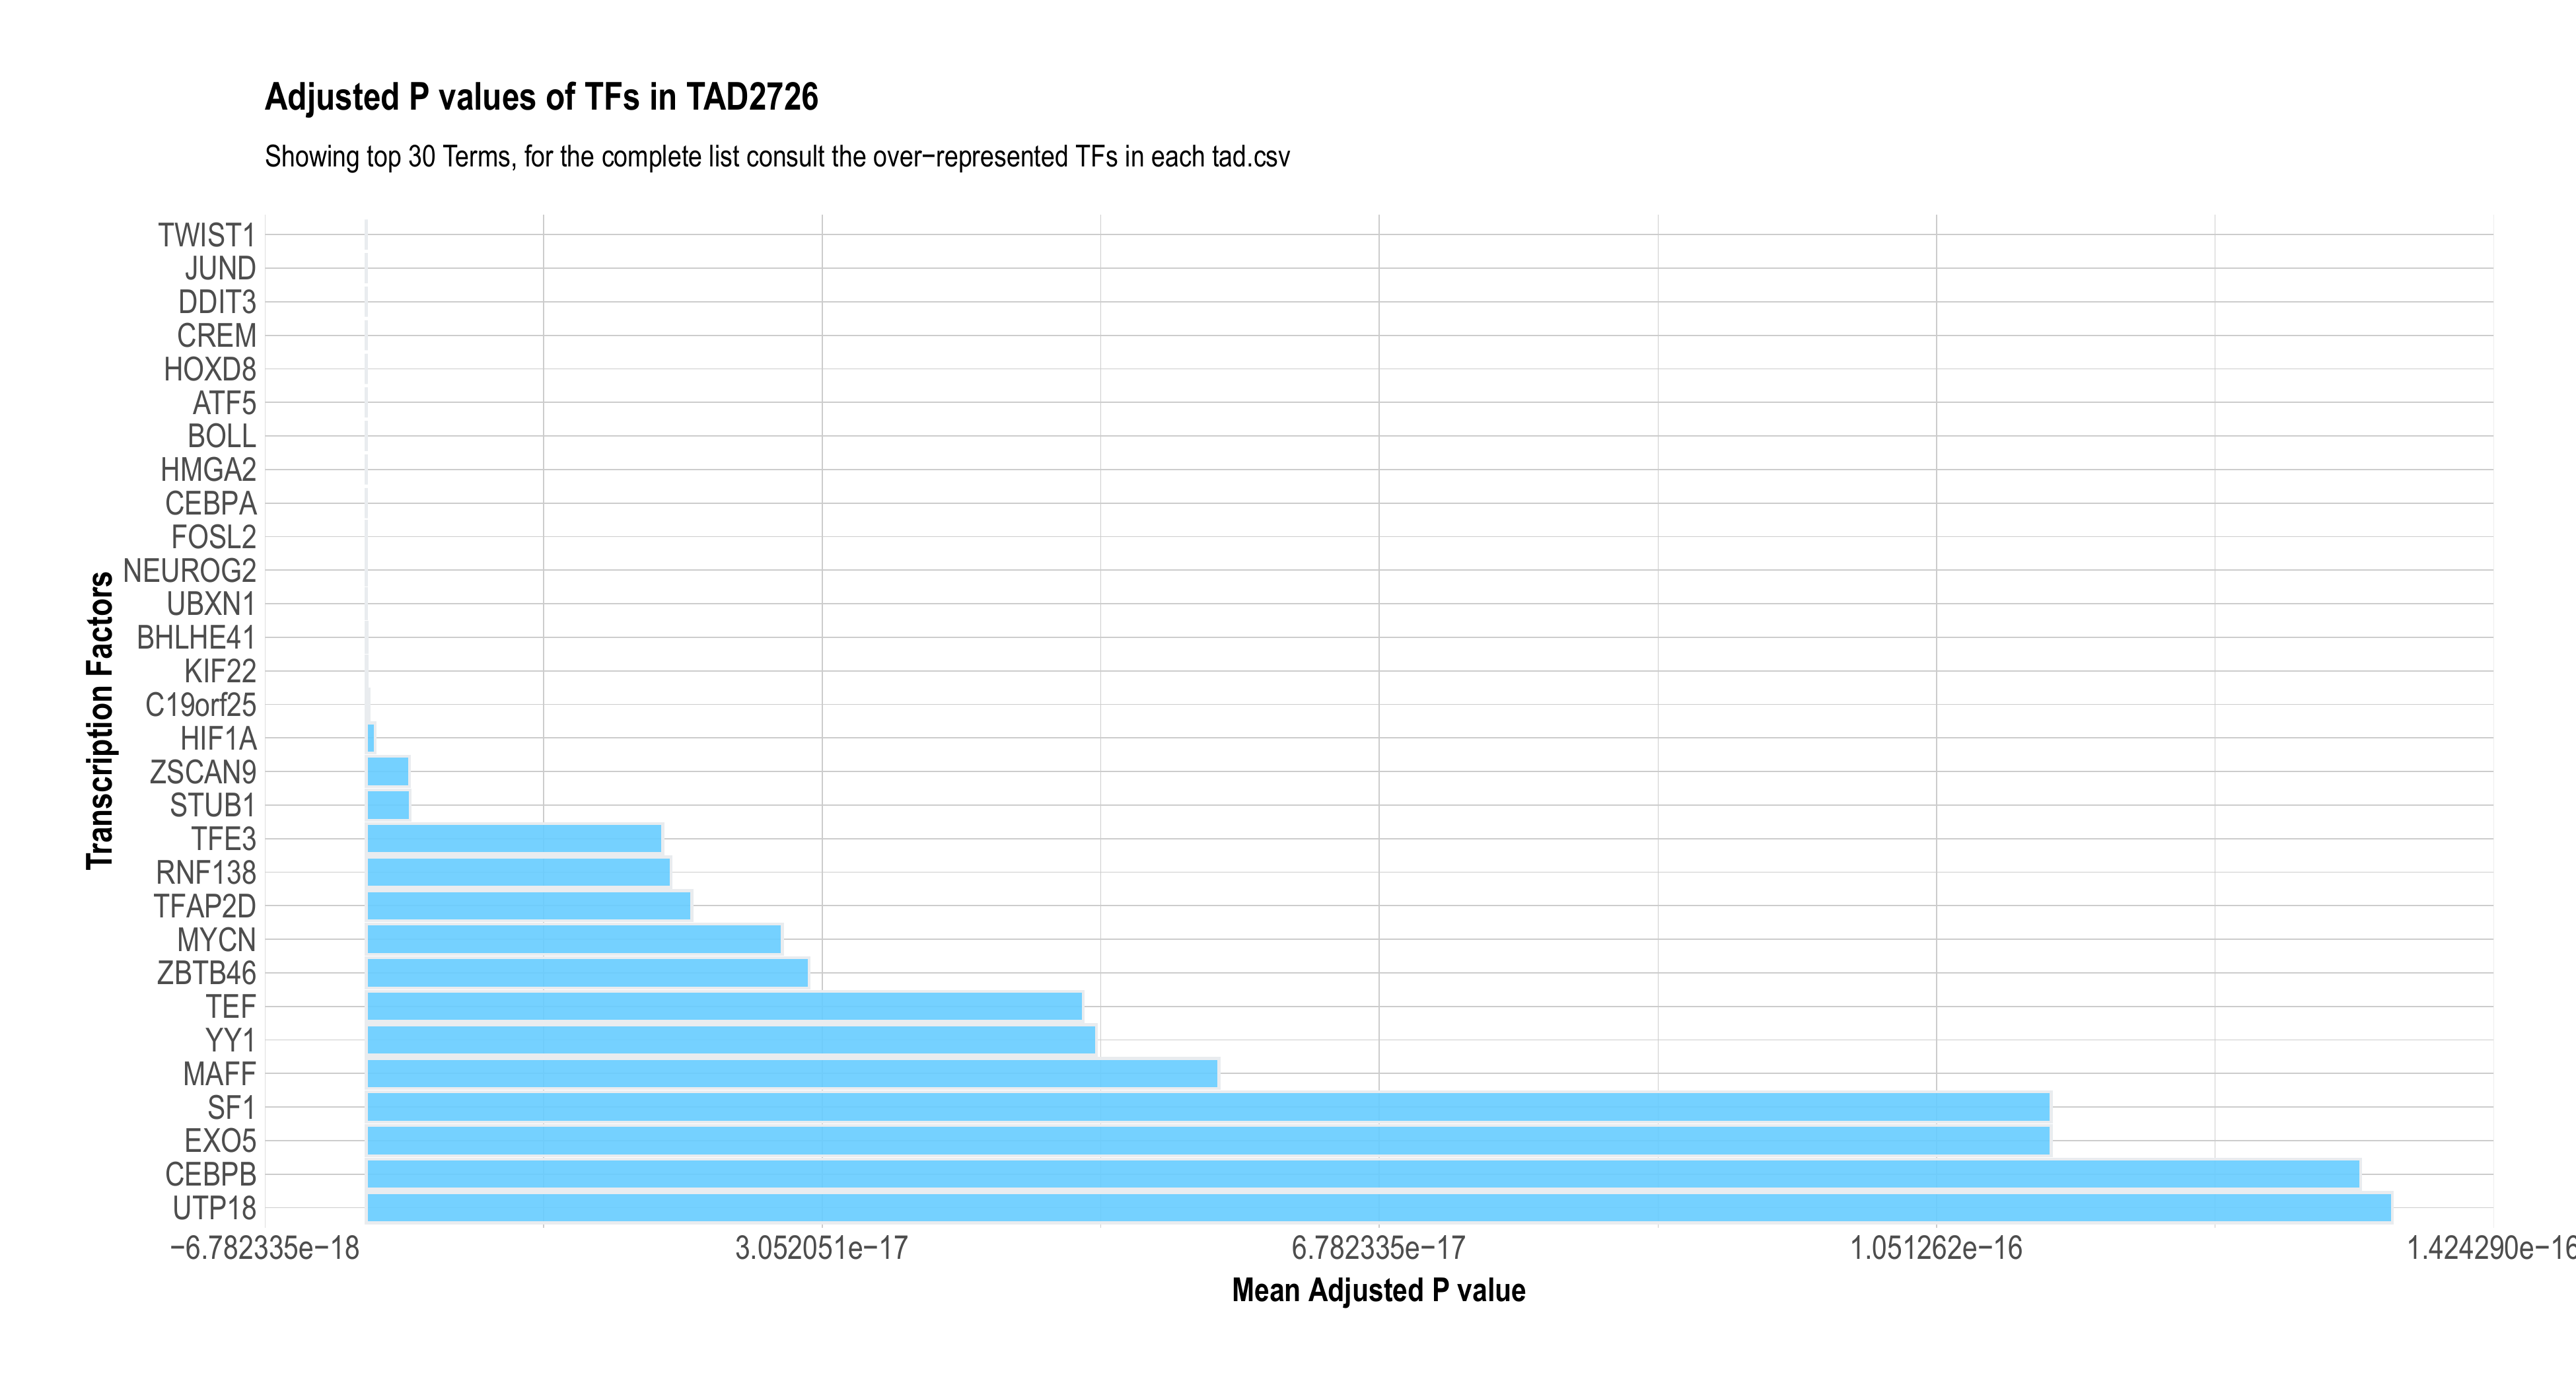 Adjusted P values of TFs in TAD2726
Showing top 30 Terms, for the complete list consult the over−represented TFs in each tad.csv
Transcription Factors
TWIST1
JUND
DDIT3
CREM
HOXD8
ATF5
BOLL
HMGA2
CEBPA
FOSL2
NEUROG2
UBXN1
BHLHE41
KIF22
C19orf25
HIF1A
ZSCAN9
STUB1
TFE3
RNF138
TFAP2D
MYCN
ZBTB46
TEF
YY1
MAFF
SF1
EXO5
CEBPB
UTP18
−6.782335e−18 3.052051e−17 6.782335e−17 1.051262e−16 1.424290e−16
Mean Adjusted P value